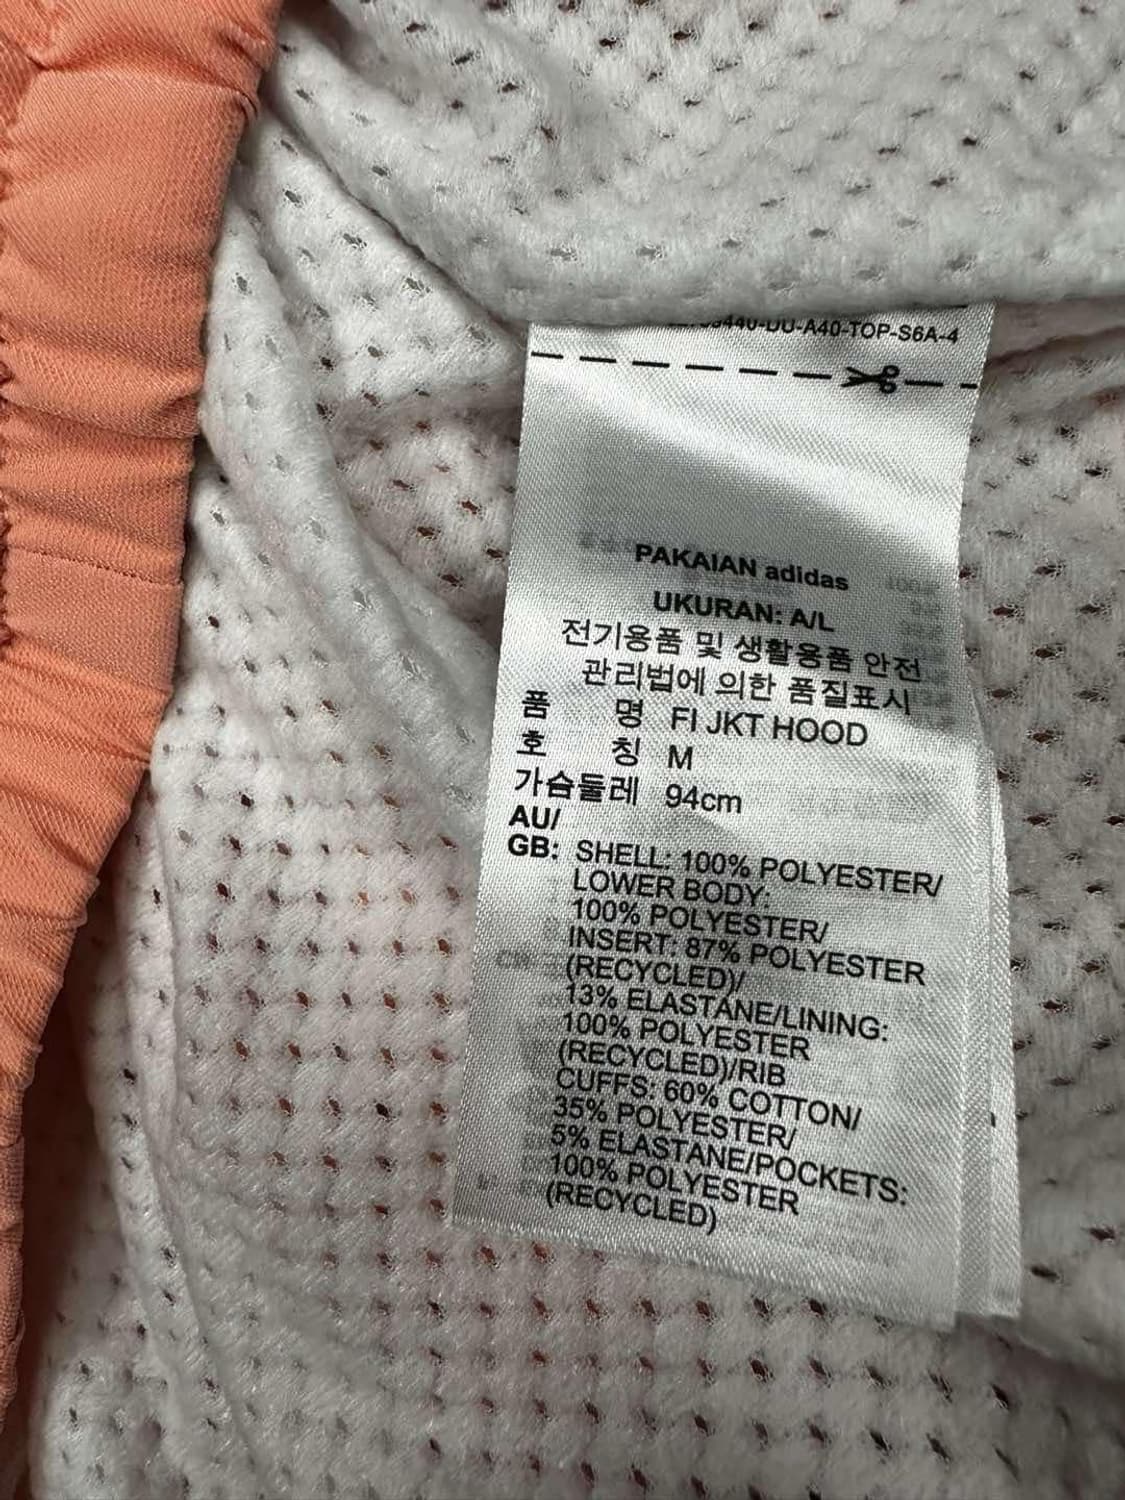 440-DU-A40-TOP-S6A-4
PAKAIAN adidas
UKURAN: A/L
전기용품 및 생활용품 안전
관리법에 의한 품질표시
품 명 FI JKT HOOD
호 칭 M
가슴둘레 94cm
AU/
GB: SHELL: 100% POLYESTER/
LOWER BODY:
100% POLYESTER/
INSERT: 87% POLYESTER
(RECYCLED)/
13% ELASTANE/LINING:
100% POLYESTER
(RECYCLED)/RIB
CUFFS: 60% COTTON/
35% POLYESTER/
5% ELASTANE/POCKETS:
100% POLYESTER
(RECYCLED)